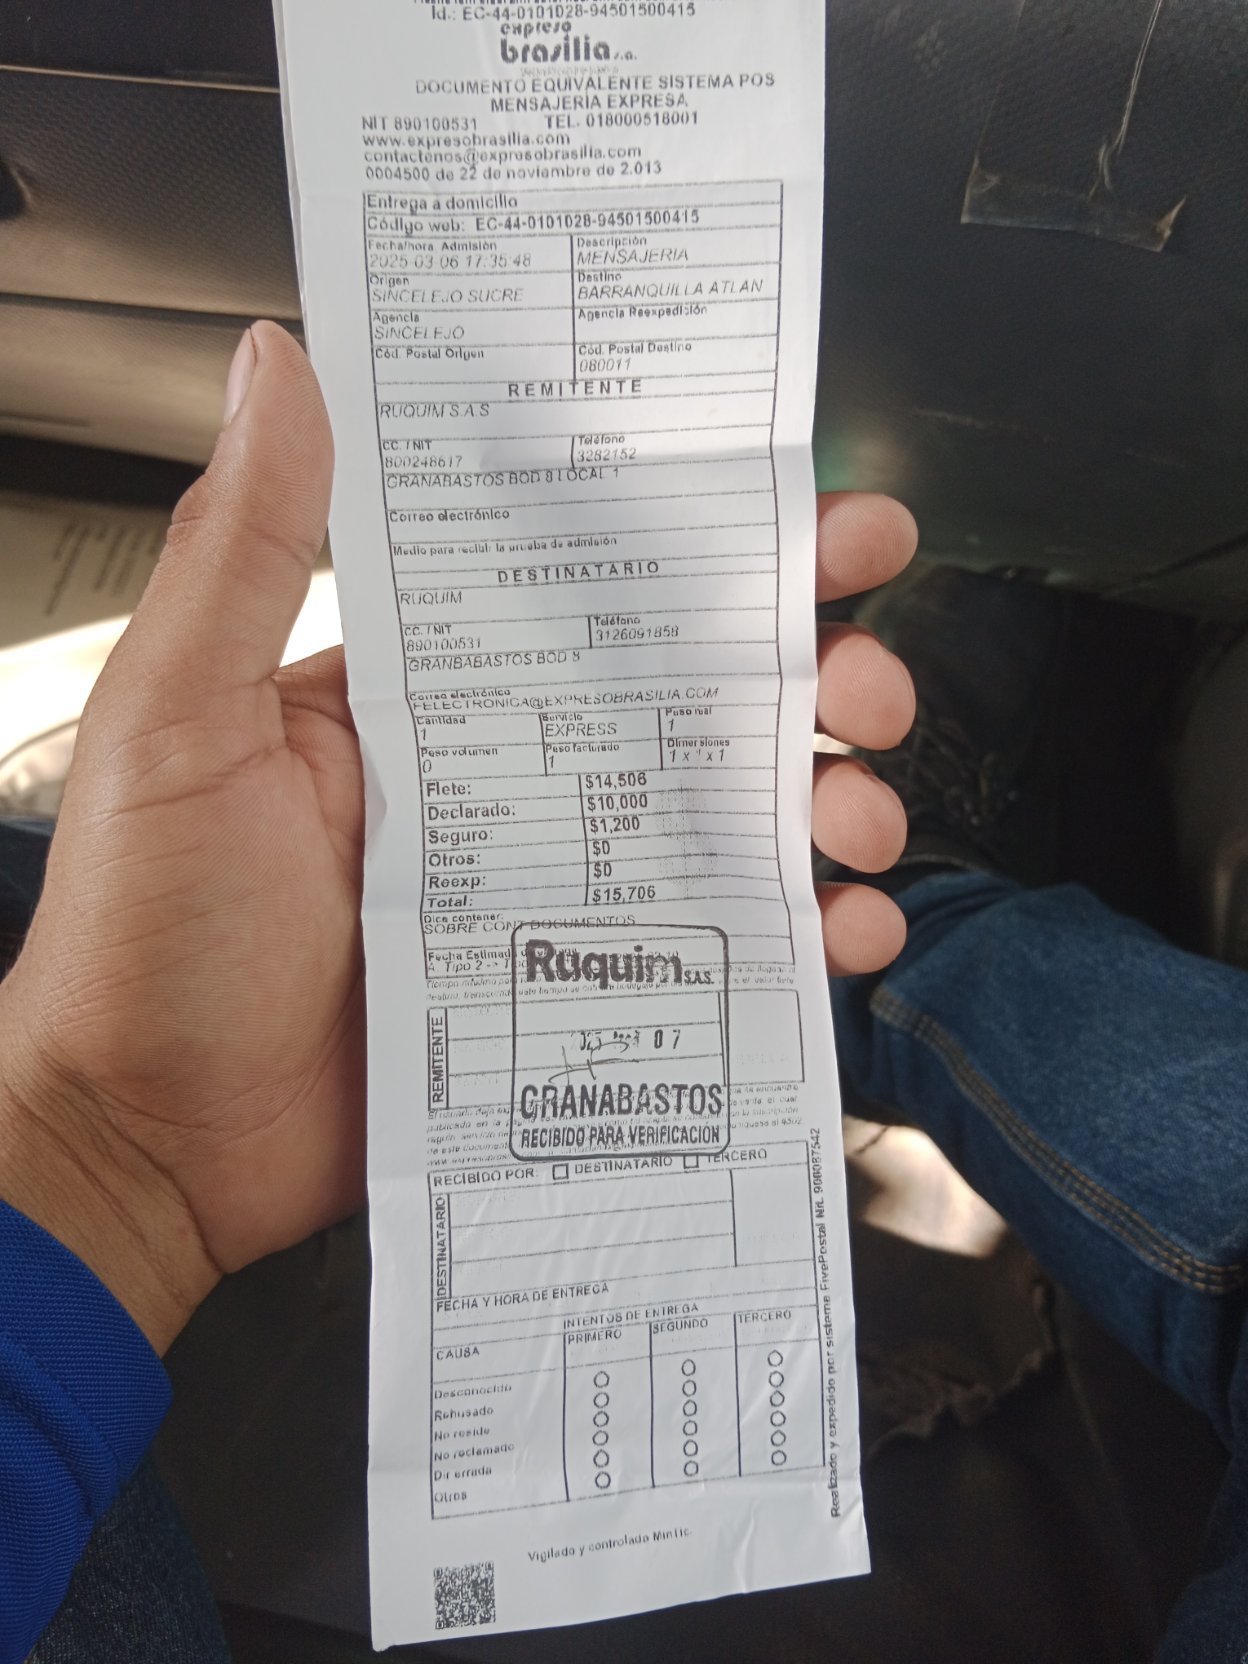 Id.: EC-44-0101028-94501500415
expreso
brasilia s.a.
DOCUMENTO EQUIVALENTE SISTEMA POS
MENSAJERIA EXPRESA
NIT 890100531 TEL. 018000518001
www.expresobrasilia.com
contactenos@expresobrasilia.com
0004500 de 22 de noviembre de 2.013
Entrega a domicilio
Código web: EC-44-0101028-94501500415
Fecha/hora Admisión Descripción
2025-03-06 17:35:48 MENSAJERIA
Origen Destino
SINCELEJO SUCRE BARRANQUILLA ATLAN
Agencia Agencia Reexpedición
SINCELEJO
Cód. Postal Origen Cód. Postal Destino
080011
REMITENTE
RUQUIM S.A.S
CC. / NIT Teléfono
800248617 3282152
GRANABASTOS BOD 8 LOCAL 1
Correo electrónico
Medio para recibir la prueba de admisión
DESTINATARIO
RUQUIM
CC. / NIT Teléfono
890100531 3126091858
GRANBABASTOS BOD 8
Correo electrónico
FELECTRONICA@EXPRESOBRASILIA.COM
Cantidad Servicio Peso real
1 EXPRESS 1
Peso volumen Peso facturado Dimensiones
0 1 1 x 1 x 1
Flete: $14,506
Declarado: $10,000
Seguro: $1,200
Otros: $0
Reexp: $0
Total: $15,706
Dice contener:
SOBRE CONT DOCUMENTOS
Fecha Estimada
A. Tipo 2 -->
Ruquim S.A.S.
07
GRANABASTOS
RECIBIDO PARA VERIFICACIÓN
REMITENTE
RECIBIDO POR: DESTINATARIO TERCERO
DESTINATARIO
FECHA Y HORA DE ENTREGA
INTENTOS DE ENTREGA
CAUSA PRIMERO SEGUNDO TERCERO
Desconocido
Rehusado
No reside
No reclamado
Dir errada
Otros
Realizado y expedido por sistema FivePostal Nit. 900087542
Vigilado y controlado Mintic.